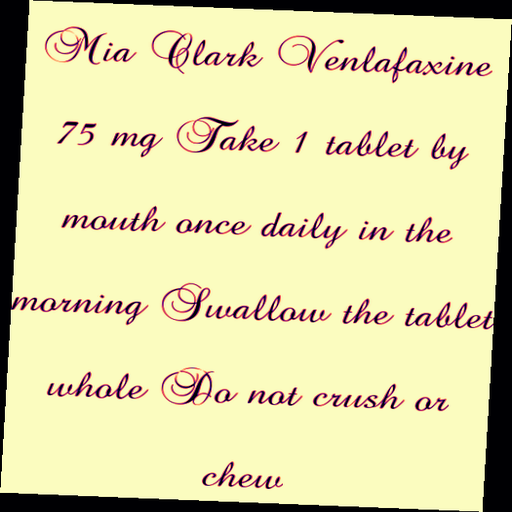 Mia Clark Venlafaxine
75 mg Take 1 tablet by
mouth once daily in the
morning Swallow the tablet
whole Do not crush or
chew